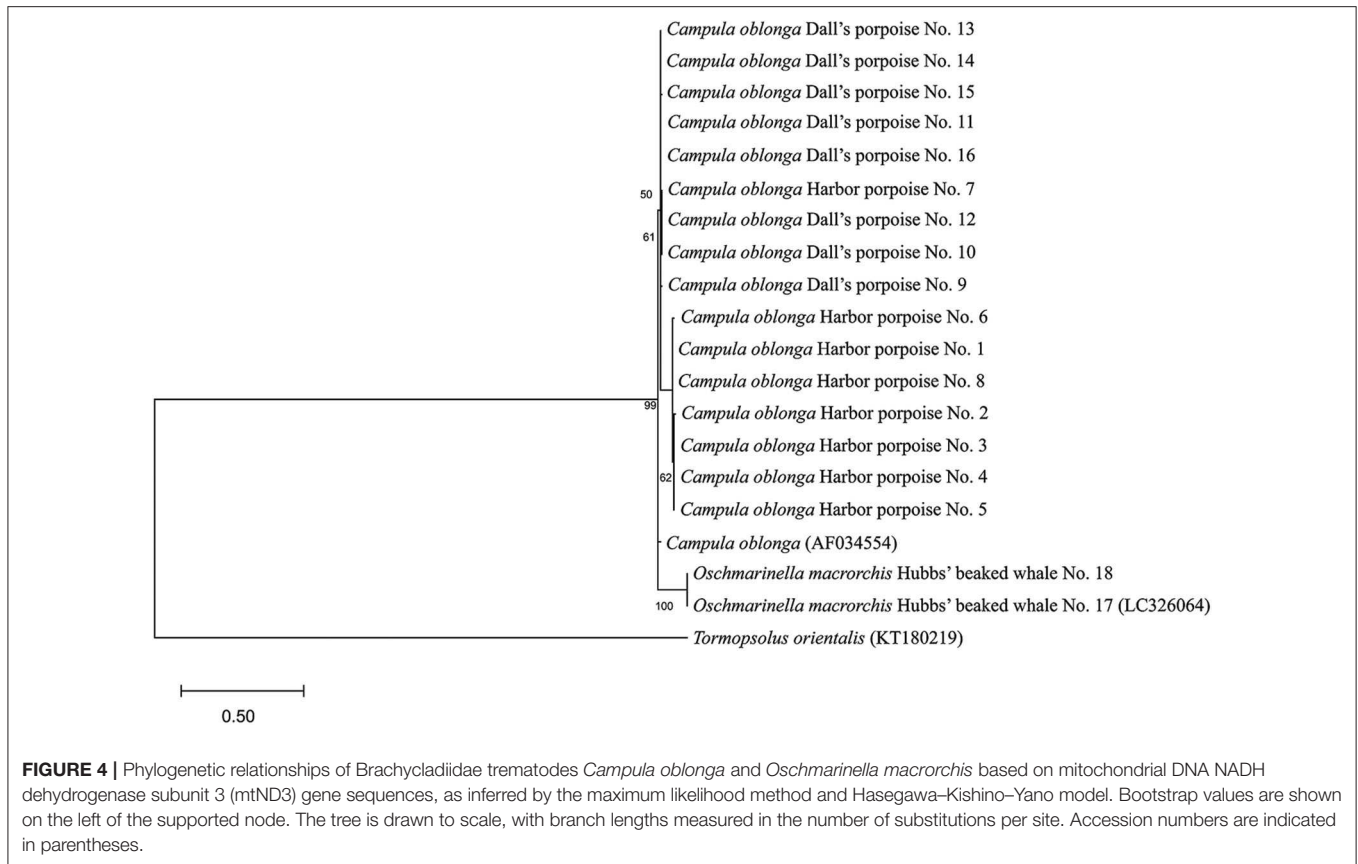 Campula oblonga Dall's porpoise No. 13
Campula oblonga Dall's porpoise No. 14
Campula oblonga Dall's porpoise No. 15
Campula oblonga Dall's porpoise No. 11
Campula oblonga Dall's porpoise No. 16
50
Campula oblonga Harbor porpoise No. 7
Campula oblonga Dall's porpoise No. 12
61
Campula oblonga Dall's porpoise No. 10
Campula oblonga Dall's porpoise No. 9
Campula oblonga Harbor porpoise No. 6
Campula oblonga Harbor porpoise No. 1
Campula oblonga Harbor porpoise No. 8
99
Campula oblonga Harbor porpoise No. 2
Campula oblonga Harbor porpoise No. 3
62
Campula oblonga Harbor porpoise No. 4
Campula oblonga Harbor porpoise No. 5
Campula oblonga (AF034554)
Oschmarinella macrorchis Hubbs' beaked whale No. 18
100
Oschmarinella macrorchis Hubbs' beaked whale No. 17 (LC326064)
Tormopsolus orientalis (KT180219)
0.50
FIGURE 4 | Phylogenetic relationships of Brachycladiidae trematodes Campula oblonga and Oschmarinella macrorchis based on mitochondrial DNA NADH
dehydrogenase subunit 3 (mtND3) gene sequences, as inferred by the maximum likelihood method and Hasegawa–Kishino–Yano model. Bootstrap values are shown
on the left of the supported node. The tree is drawn to scale, with branch lengths measured in the number of substitutions per site. Accession numbers are indicated
in parentheses.